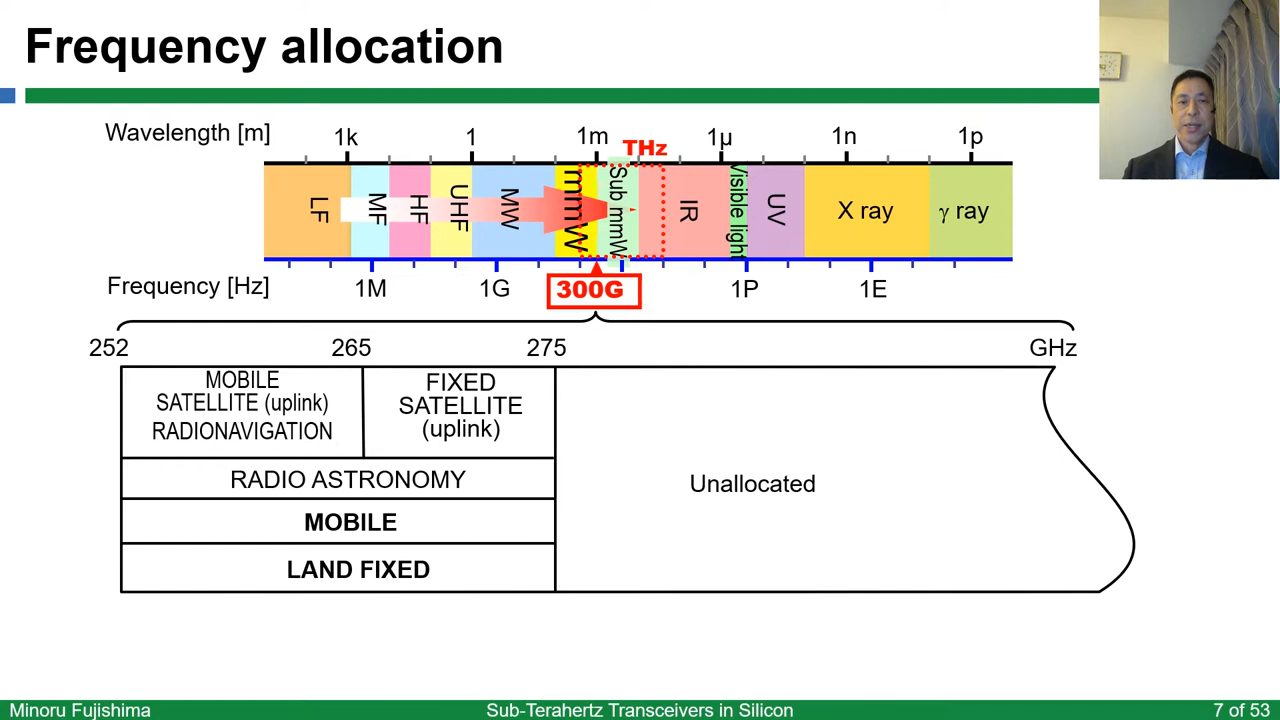 Frequency allocation
Wavelength [m]
1k
1
1m
1µ
1n
1p
THz
LF
MF
HF
UHF
MW
mmW
Sub mmW
IR
Visible light
UV
X ray
γ ray
Frequency [Hz]
1M
1G
300G
1P
1E
252
265
275
GHz
MOBILE
SATELLITE (uplink)
RADIONAVIGATION
FIXED
SATELLITE
(uplink)
RADIO ASTRONOMY
MOBILE
LAND FIXED
Unallocated
Minoru Fujishima
Sub-Terahertz Transceivers in Silicon
7 of 53